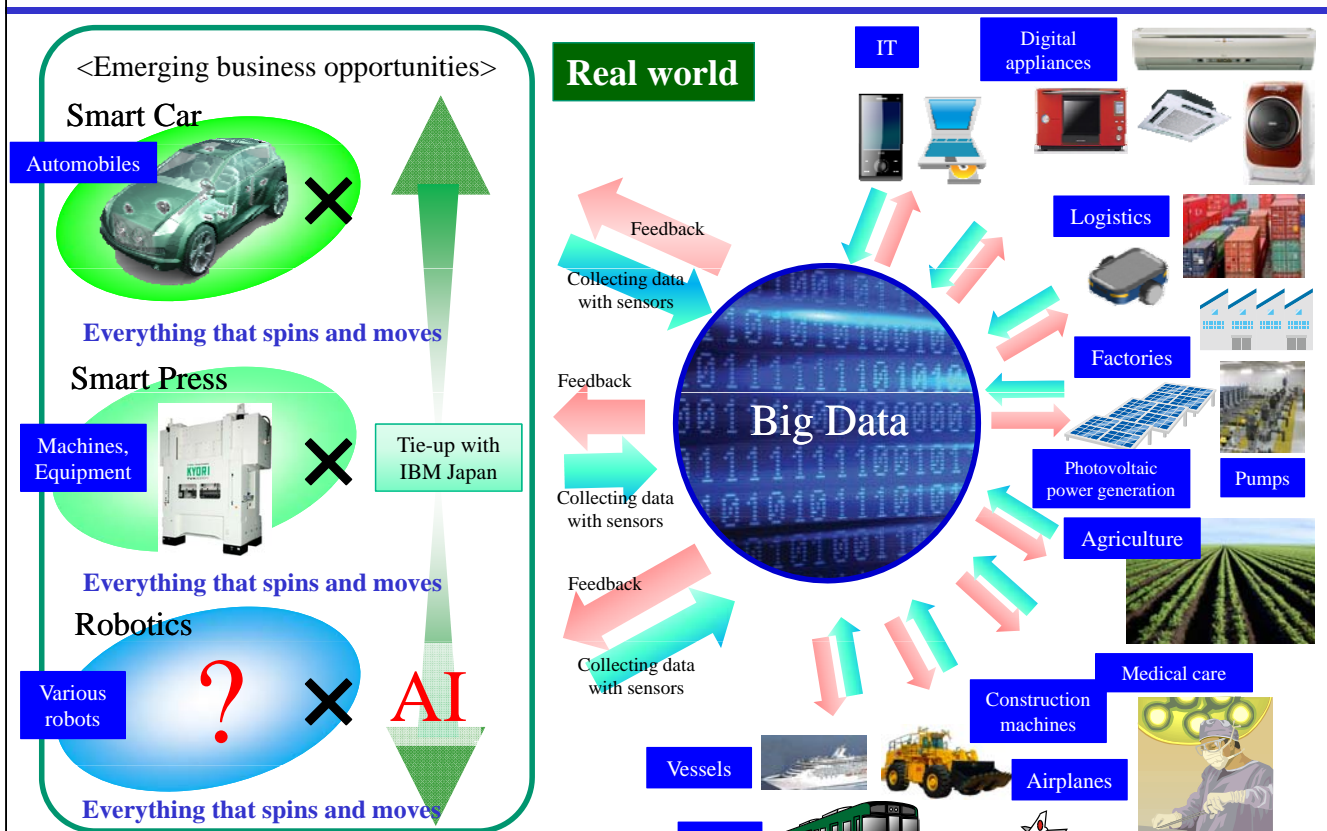 <Emerging business opportunities>
Smart Car
Automobiles
Everything that spins and moves
Smart Press
Machines,
Equipment
KYORI
Tie-up with
IBM Japan
Everything that spins and moves
Robotics
Various
robots
?
AI
Everything that spins and moves
Real world
Feedback
Collecting data
with sensors
Feedback
Collecting data
with sensors
Feedback
Collecting data
with sensors
Big Data
IT
Digital
appliances
Logistics
Factories
Photovoltaic
power generation
Pumps
Agriculture
Medical care
Construction
machines
Vessels
Airplanes